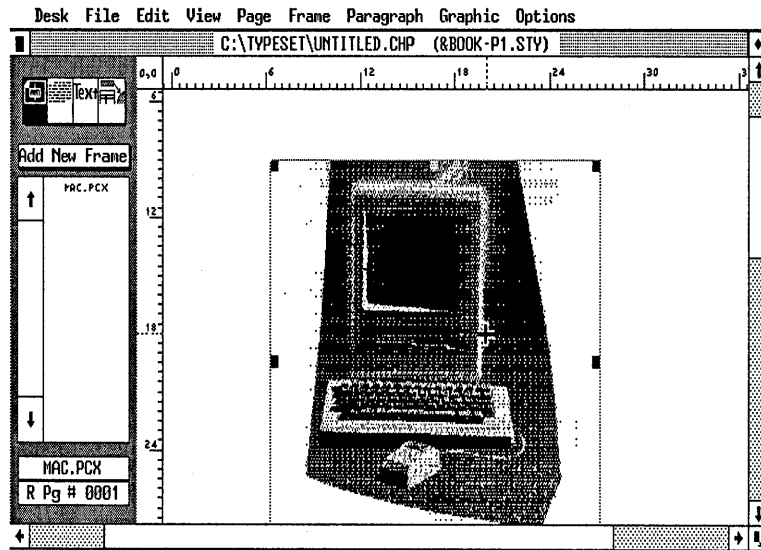 Desk File Edit View Page Frame Paragraph Graphic Options
C:\TYPESET\UNTITLED.CHP (&BOOK-P1.STY)
0,0 0 6 12 18 24 30 3
6
Text
Add New Frame
MAC.PCX
12
18
24
MAC.PCX
R Pg # 0001